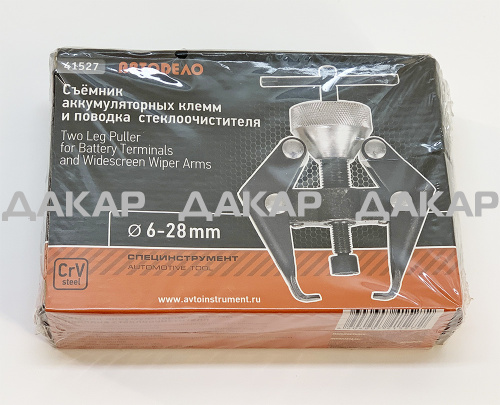 41527 АВТОDЕЛО
Съёмник
аккумуляторных клемм
и поводка стеклоочистителя
Two Leg Puller
for Battery Terminals
and Widescreen Wiper Arms
ДАКАР ДАКАР ДАКАР
Ø 6-28mm
СПЕЦИНСТРУМЕНТ
AUTOMOTIVE TOOL
CrV
steel
www.avtoinstrument.ru